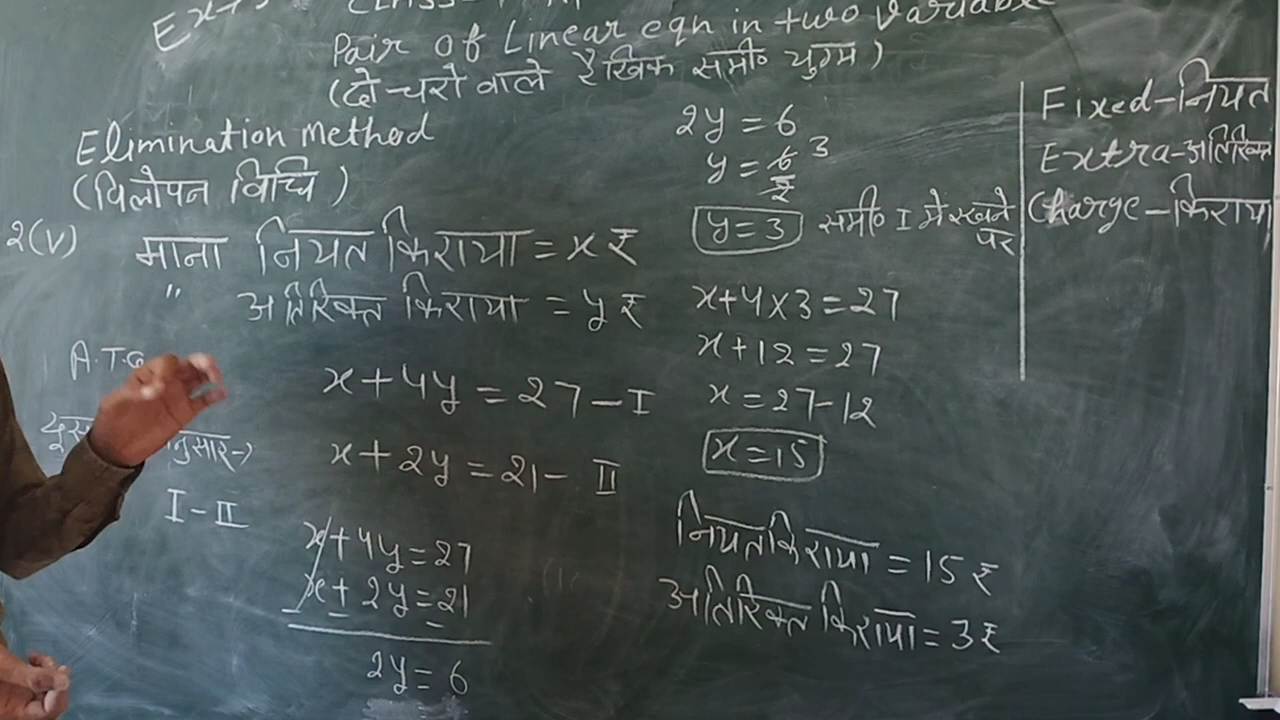 Pair of Linear eqn in two variable
(दो चरो वाले रैखिक समी० युग्म)
Elimination Method
(विलोपन विधि)
2(v) माना नियत किराया = x ₹
" अतिरिक्त किराया = y ₹
A.T.Q
x+4y = 27 - I
नुसार→
x+2y = 21 - II
I - II
x+4y=27
x+2y=21
- - -
2y = 6
2y = 6
y = 6 3
2
y = 3 समी० I मे रखने
पर
x+4x3=27
x+12=27
x = 27-12
x=15
नियत किराया = 15 ₹
अतिरिक्त किराया = 3 ₹
Fixed-नियत
Extra-अतिरिक्त
Charge-किराया